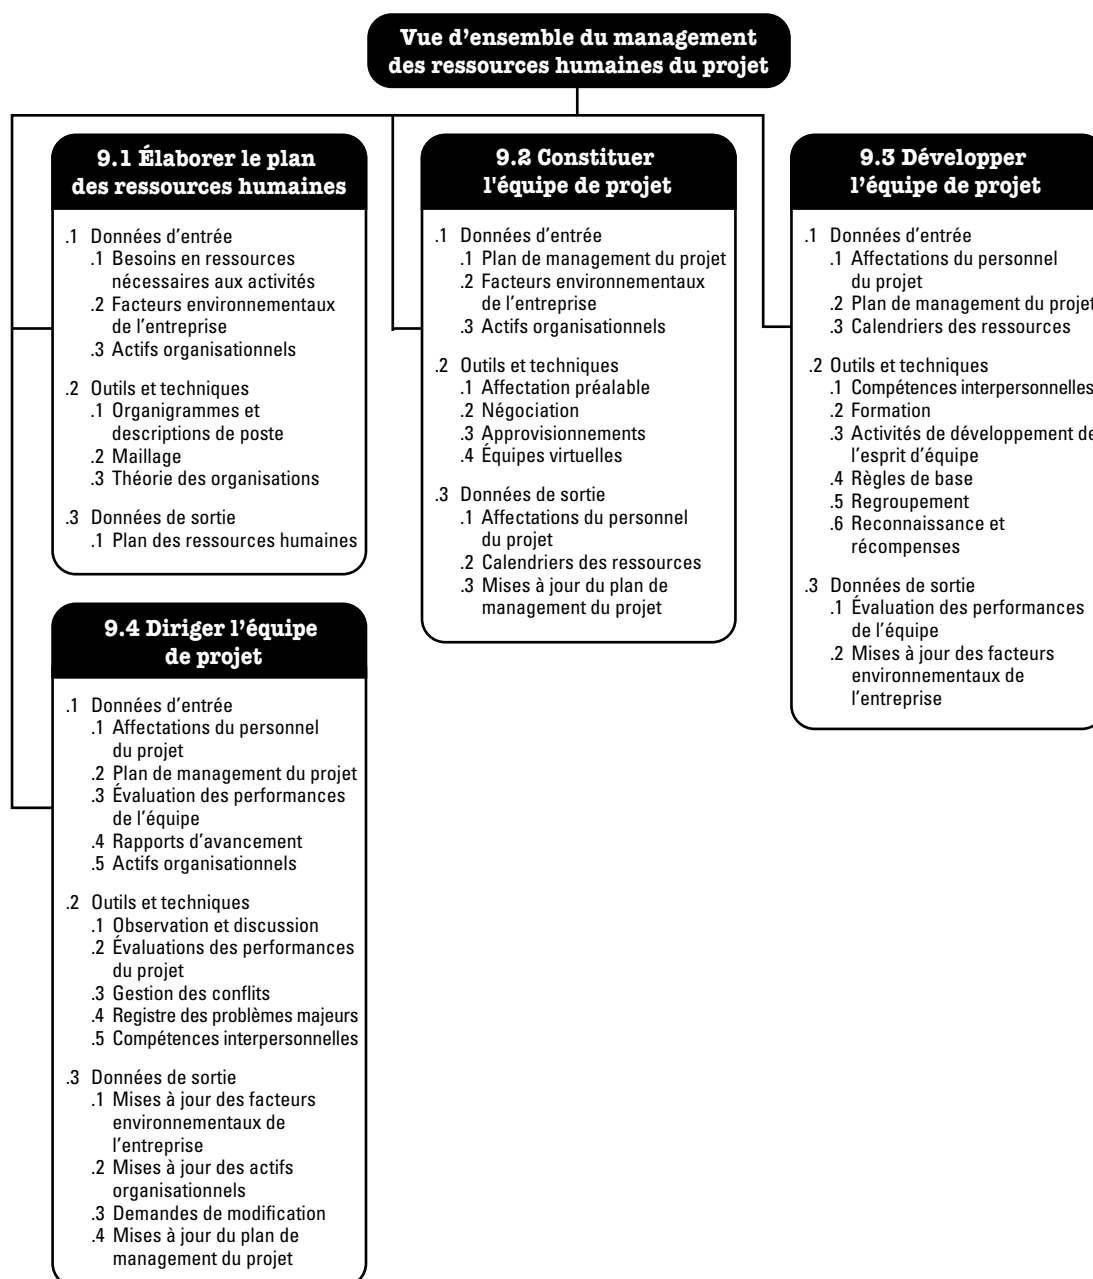 Vue d’ensemble du management
des ressources humaines du projet
9.1 Élaborer le plan
des ressources humaines
.1 Données d’entrée
.1 Besoins en ressources
nécessaires aux activités
.2 Facteurs environnementaux
de l’entreprise
.3 Actifs organisationnels
.2 Outils et techniques
.1 Organigrammes et
descriptions de poste
.2 Maillage
.3 Théorie des organisations
.3 Données de sortie
.1 Plan des ressources humaines
9.2 Constituer
l'équipe de projet
.1 Données d’entrée
.1 Plan de management du projet
.2 Facteurs environnementaux
de l’entreprise
.3 Actifs organisationnels
.2 Outils et techniques
.1 Affectation préalable
.2 Négociation
.3 Approvisionnements
.4 Équipes virtuelles
.3 Données de sortie
.1 Affectations du personnel
du projet
.2 Calendriers des ressources
.3 Mises à jour du plan de
management du projet
9.3 Développer
l’équipe de projet
.1 Données d’entrée
.1 Affectations du personnel
du projet
.2 Plan de management du projet
.3 Calendriers des ressources
.2 Outils et techniques
.1 Compétences interpersonnelles
.2 Formation
.3 Activités de développement de
l’esprit d’équipe
.4 Règles de base
.5 Regroupement
.6 Reconnaissance et
récompenses
.3 Données de sortie
.1 Évaluation des performances
de l’équipe
.2 Mises à jour des facteurs
environnementaux de
l’entreprise
9.4 Diriger l’équipe
de projet
.1 Données d’entrée
.1 Affectations du personnel
du projet
.2 Plan de management du projet
.3 Évaluation des performances
de l’équipe
.4 Rapports d’avancement
.5 Actifs organisationnels
.2 Outils et techniques
.1 Observation et discussion
.2 Évaluations des performances
du projet
.3 Gestion des conflits
.4 Registre des problèmes majeurs
.5 Compétences interpersonnelles
.3 Données de sortie
.1 Mises à jour des facteurs
environnementaux de
l’entreprise
.2 Mises à jour des actifs
organisationnels
.3 Demandes de modification
.4 Mises à jour du plan de
management du projet